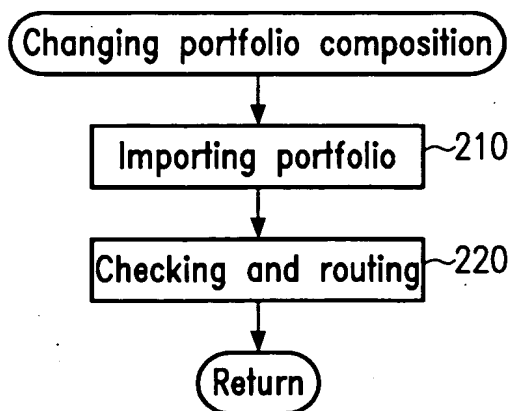 Changing portfolio composition
Importing portfolio
210
Checking and routing
220
Return